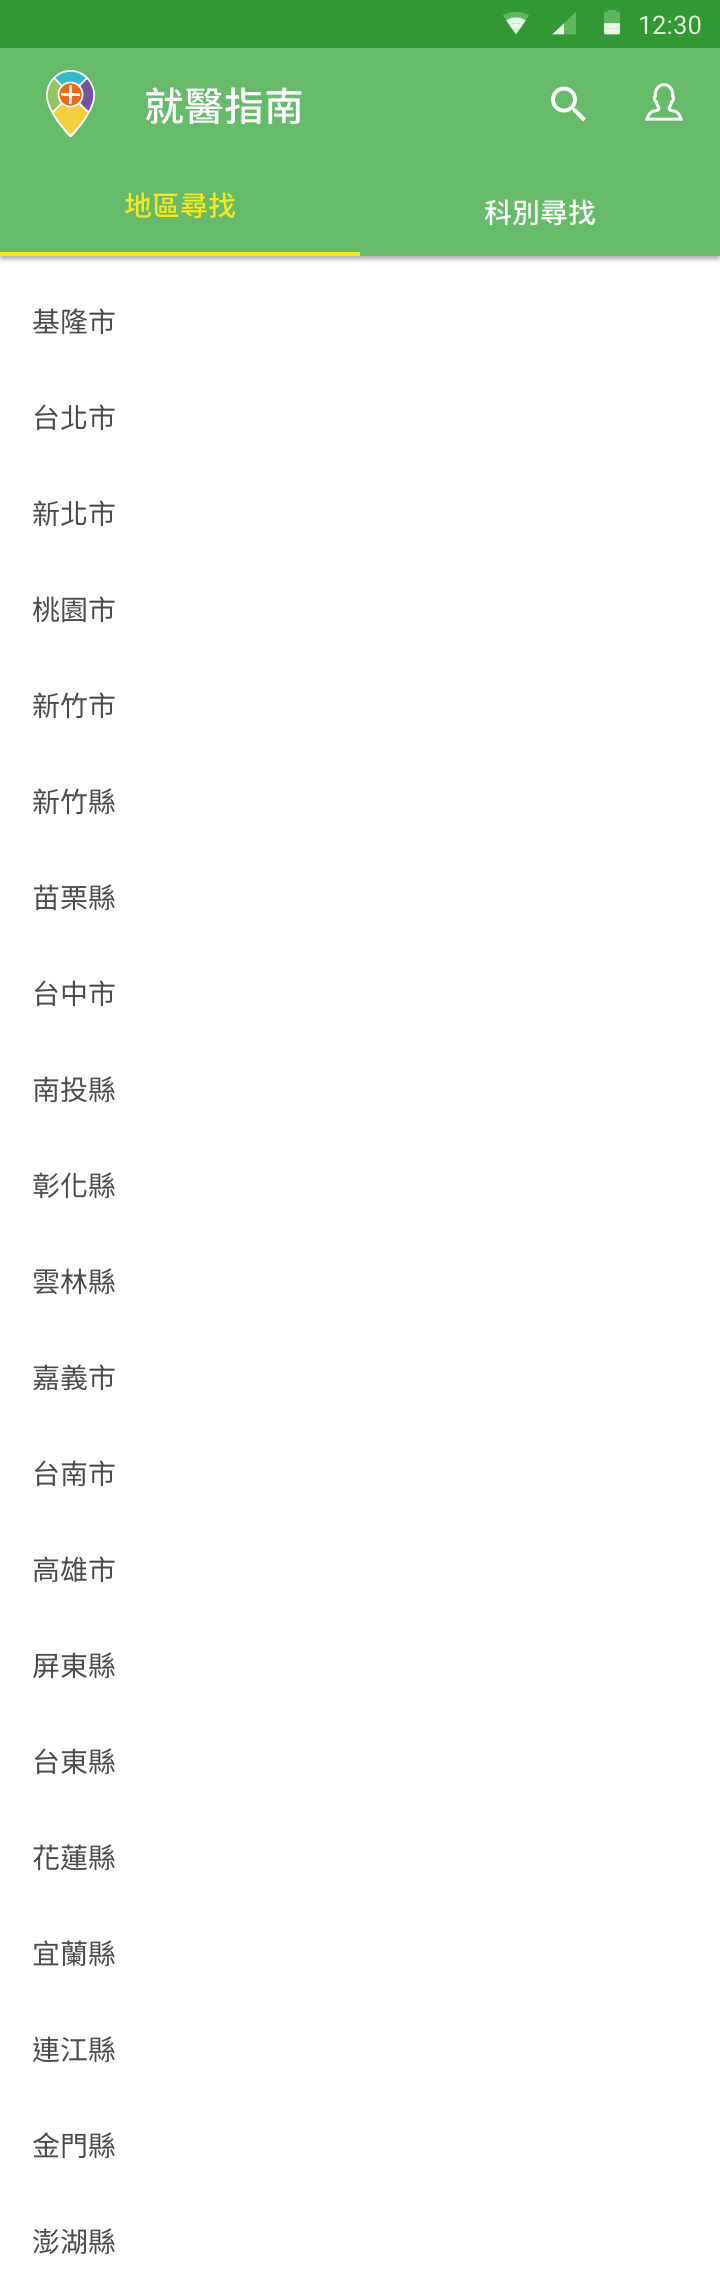 12:30
就醫指南
地區尋找
科別尋找
基隆市
台北市
新北市
桃園市
新竹市
新竹縣
苗栗縣
台中市
南投縣
彰化縣
雲林縣
嘉義市
台南市
高雄市
屏東縣
台東縣
花蓮縣
宜蘭縣
連江縣
金門縣
澎湖縣